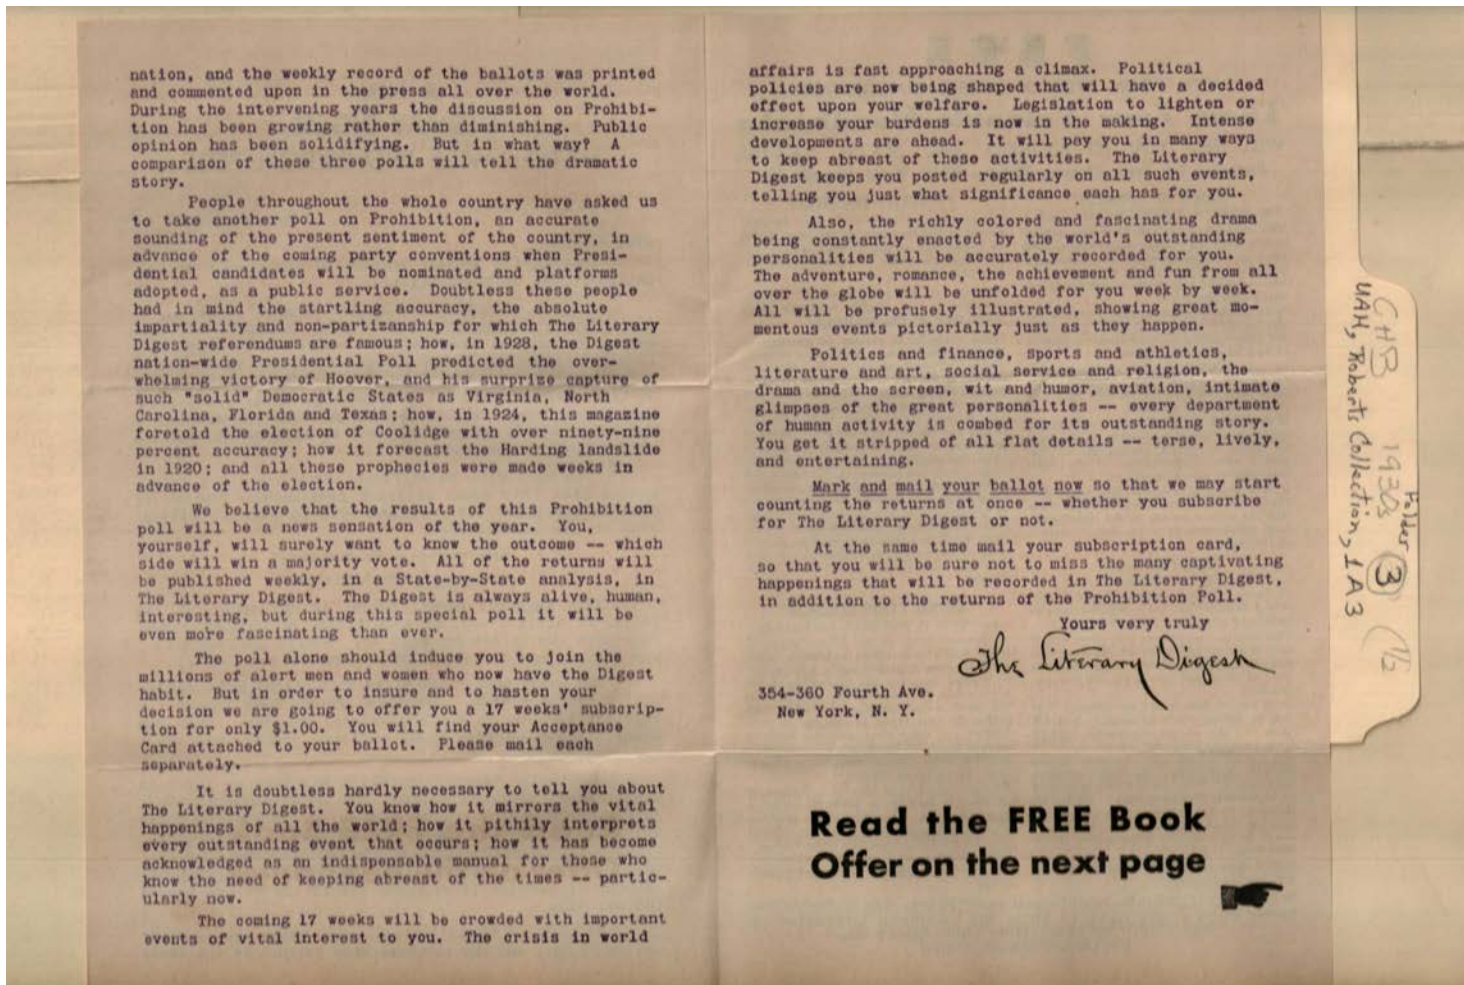 nation, and the weekly record of the ballots was printed
and commented upon in the press all over the world.
During the intervening years the discussion on Prohibi-
tion has been growing rather than diminishing. Public
opinion has been solidifying. But in what way? A
comparison of these three polls will tell the dramatic
story.
People throughout the whole country have asked us
to take another poll on Prohibition, an accurate
sounding of the present sentiment of the country, in
advance of the coming party conventions when Presi-
dential candidates will be nominated and platforms
adopted, as a public service. Doubtless these people
had in mind the startling accuracy, the absolute
impartiality and non-partizanship for which The Literary
Digest referendums are famous; how, in 1928, the Digest
nation-wide Presidential Poll predicted the over-
whelming victory of Hoover, and his surprize capture of
such "solid" Democratic States as Virginia, North
Carolina, Florida and Texas; how, in 1924, this magazine
foretold the election of Coolidge with over ninety-nine
percent accuracy; how it forecast the Harding landslide
in 1920; and all these prophecies were made weeks in
advance of the election.
We believe that the results of this Prohibition
poll will be a news sensation of the year. You,
yourself, will surely want to know the outcome -- which
side will win a majority vote. All of the returns will
be published weekly, in a State-by-State analysis, in
The Literary Digest. The Digest is always alive, human,
interesting, but during this special poll it will be
even more fascinating than ever.
The poll alone should induce you to join the
millions of alert men and women who now have the Digest
habit. But in order to insure and to hasten your
decision we are going to offer you a 17 weeks' subscrip-
tion for only $1.00. You will find your Acceptance
Card attached to your ballot. Please mail each
separately.
It is doubtless hardly necessary to tell you about
The Literary Digest. You know how it mirrors the vital
happenings of all the world; how it pithily interprets
every outstanding event that occurs; how it has become
acknowledged as an indispensable manual for those who
know the need of keeping abreast of the times -- partic-
ularly now.
The coming 17 weeks will be crowded with important
events of vital interest to you. The crisis in world
affairs is fast approaching a climax. Political
policies are now being shaped that will have a decided
effect upon your welfare. Legislation to lighten or
increase your burdens is now in the making. Intense
developments are ahead. It will pay you in many ways
to keep abreast of these activities. The Literary
Digest keeps you posted regularly on all such events,
telling you just what significance each has for you.
Also, the richly colored and fascinating drama
being constantly enacted by the world's outstanding
personalities will be accurately recorded for you.
The adventure, romance, the achievement and fun from all
over the globe will be unfolded for you week by week.
All will be profusely illustrated, showing great mo-
mentous events pictorially just as they happen.
Politics and finance, sports and athletics,
literature and art, social service and religion, the
drama and the screen, wit and humor, aviation, intimate
glimpses of the great personalities -- every department
of human activity is combed for its outstanding story.
You get it stripped of all flat details -- terse, lively,
and entertaining.
Mark and mail your ballot now so that we may start
counting the returns at once -- whether you subscribe
for The Literary Digest or not.
At the same time mail your subscription card,
so that you will be sure not to miss the many captivating
happenings that will be recorded in The Literary Digest,
in addition to the returns of the Prohibition Poll.
Yours very truly
The Literary Digest
354-360 Fourth Ave.
New York, N. Y.
Read the FREE Book
Offer on the next page
CHB 1930s Folder 3 (1/2
UAH, Roberts Collection, 1A3